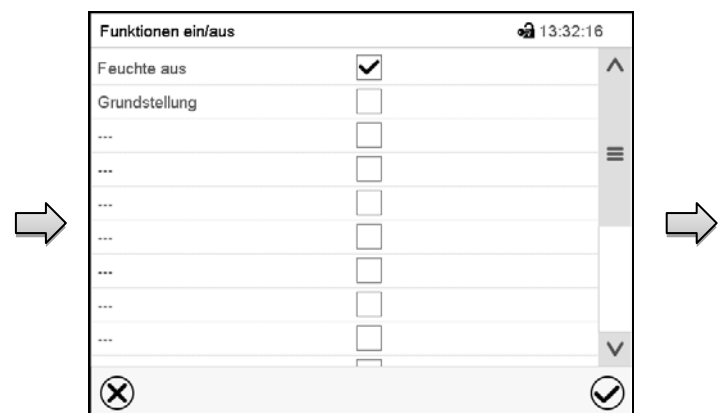 Funktionen ein/aus 13:32:16
Feuchte aus
Grundstellung
---
---
---
---
---
---
---